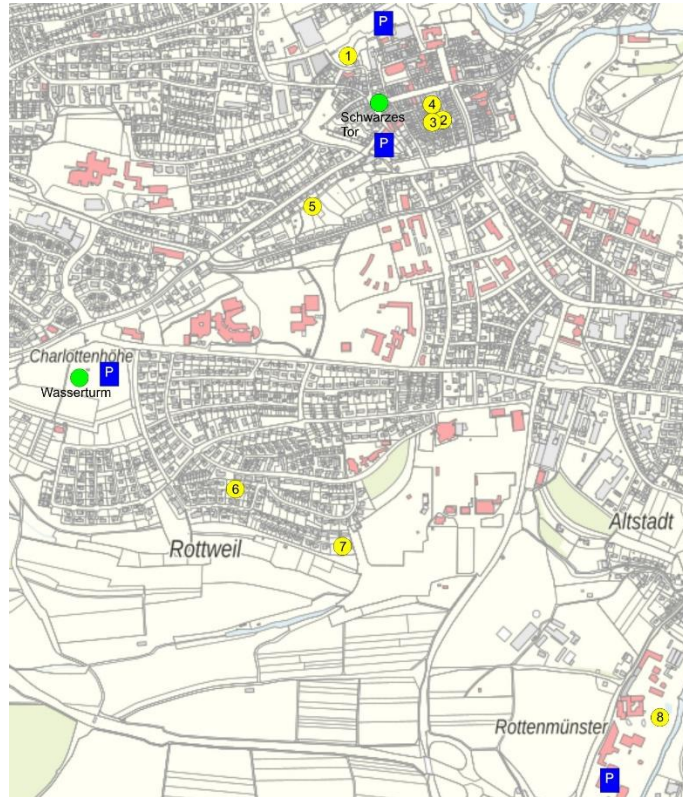 P
1
4
Schwarzes
Tor
3
2
P
5
Charlottenhöhe
P
Wasserturm
6
Rottweil
7
Altstadt
Rottenmünster
8
P